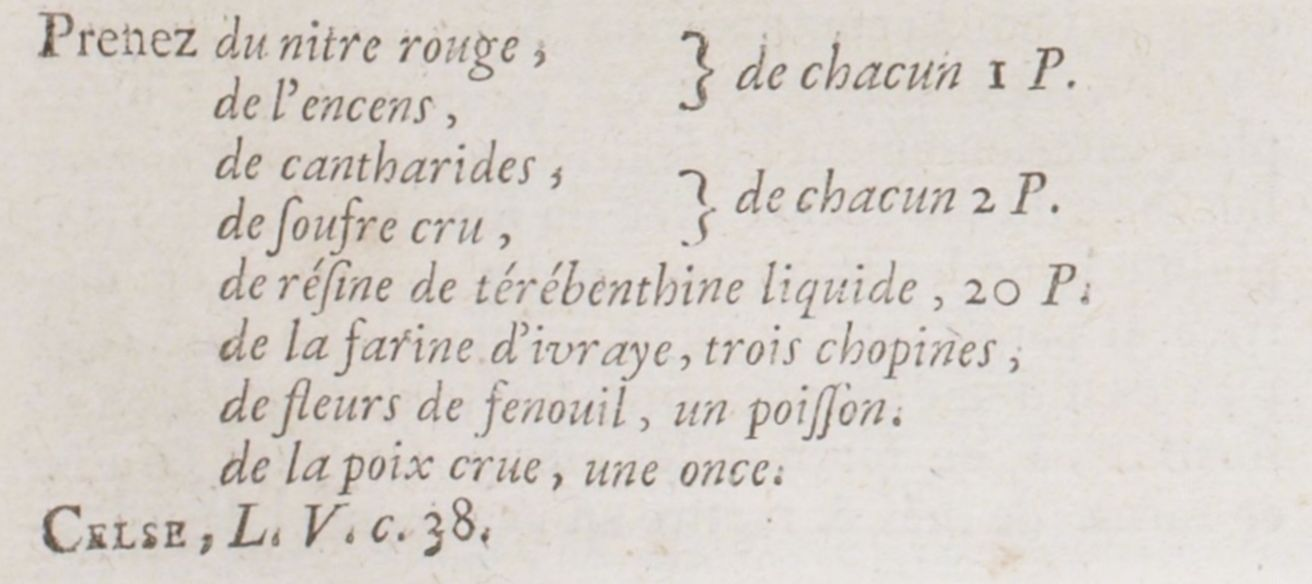 Prenez du nitre rouge, } de chacun 1 P.
de l'encens,
de cantharides, } de chacun 2 P.
de ſoufre cru,
de réſine de térébenthine liquide, 20 P.
de la farine d'ivraye, trois chopines,
de fleurs de fenouil, un poiſſon.
de la poix crue, une once.
CELSE, L. V. c. 38.